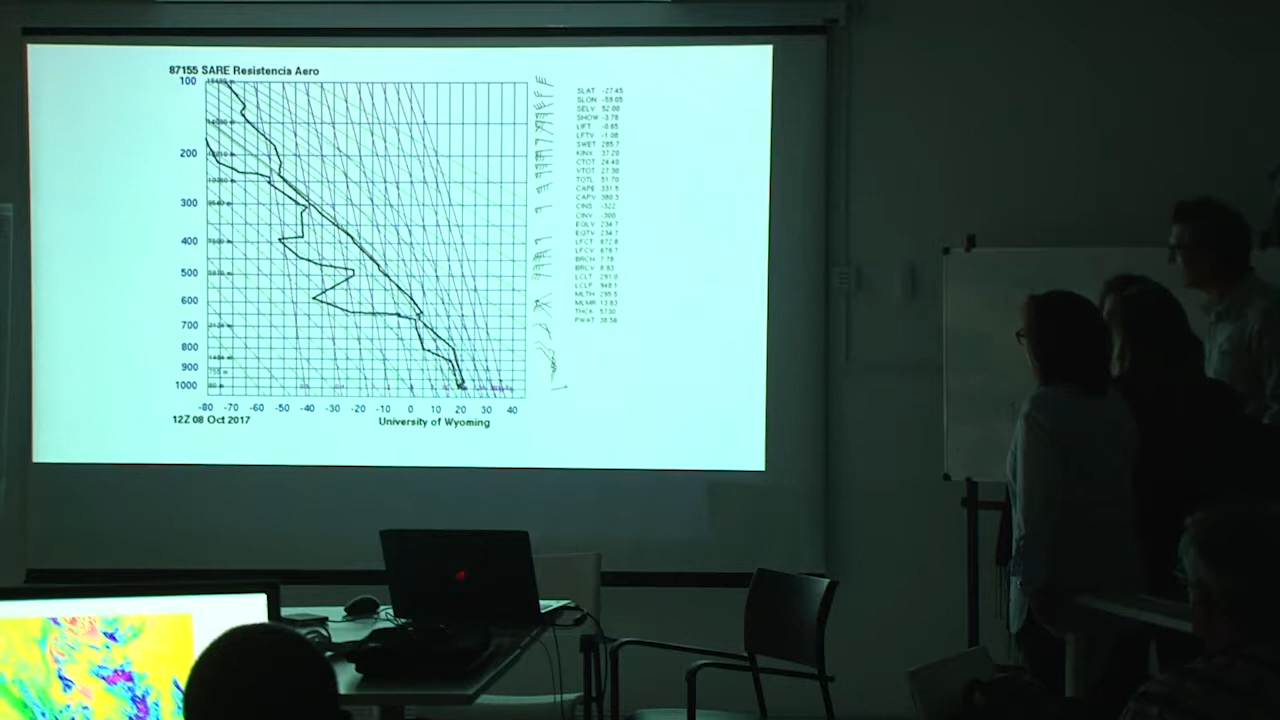 87155 SARE Resistencia Aero
100
200
300
400
500
600
700
800
900
1000
-80 -70 -60 -50 -40 -30 -20 -10 0 10 20 30 40
12Z 08 Oct 2017 University of Wyoming
SLAT -27.45
SLON -59.05
SELV 52.00
SHOW -3.78
LIFT -0.85
LFTV -1.08
SWET 285.7
KINX 37.20
CTOT 24.40
VTOT 27.30
TOTL 51.70
CAPE 331.5
CAPV 380.3
CINS -322
CINV -300
EQLV 234.7
EQTV 234.7
LFCT 672.8
LFCV 678.7
BRCH 7.78
BRCV 8.93
LCLT 291.0
LCLP 948.1
MLTH 295.5
MLMR 13.83
THCK 5730
PWAT 38.58